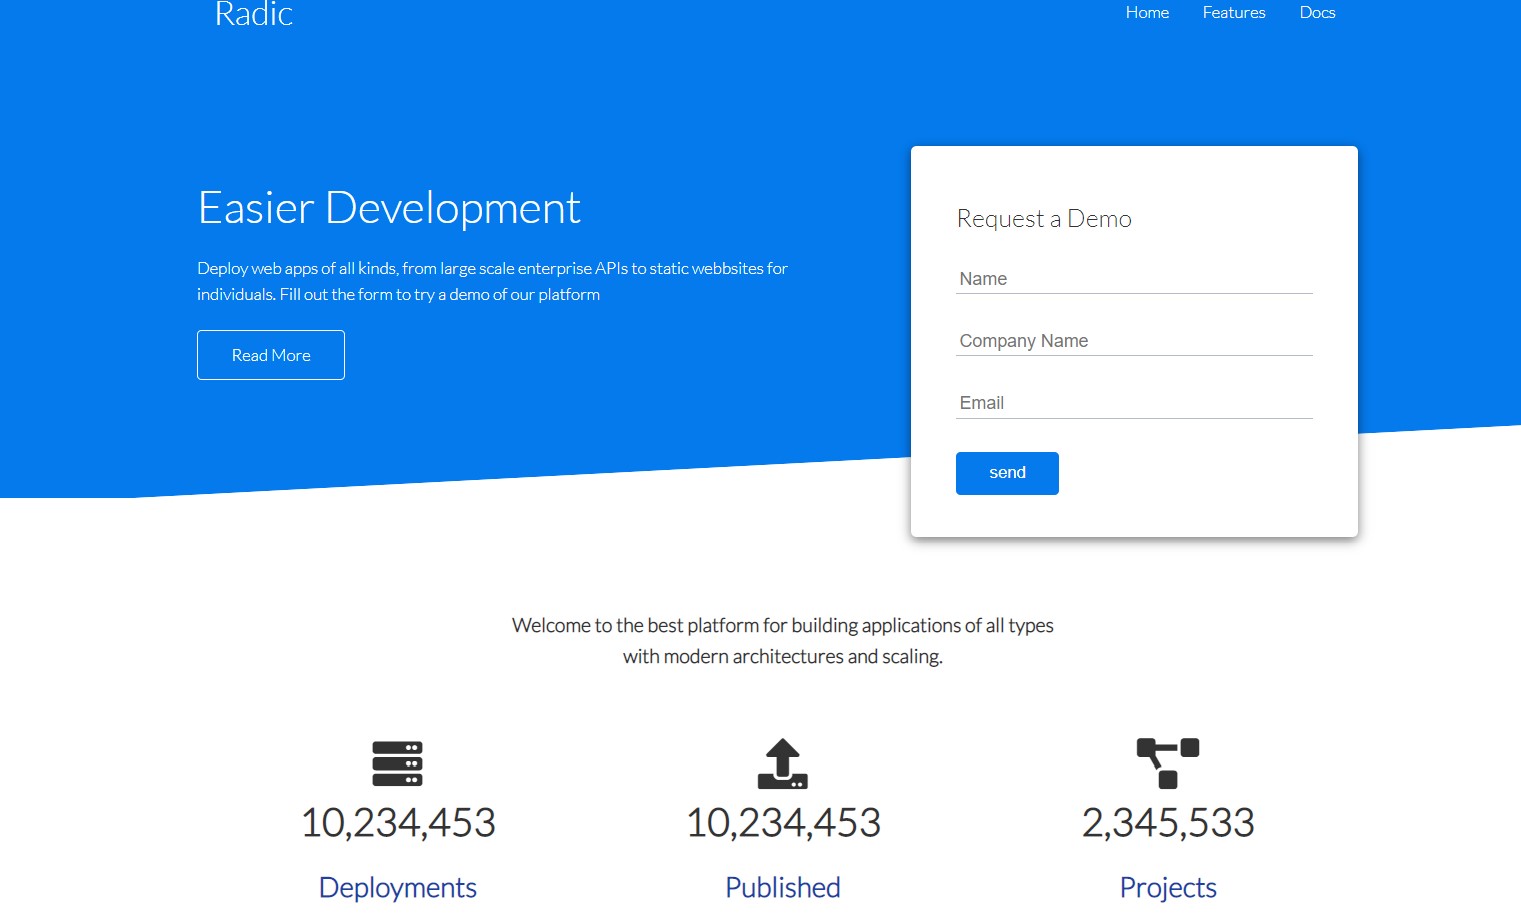 Radic
Home Features Docs
Easier Development
Deploy web apps of all kinds, from large scale enterprise APIs to static webbsites for
individuals. Fill out the form to try a demo of our platform
Read More
Request a Demo
Name
Company Name
Email
send
Welcome to the best platform for building applications of all types
with modern architectures and scaling.
10,234,453
Deployments
10,234,453
Published
2,345,533
Projects